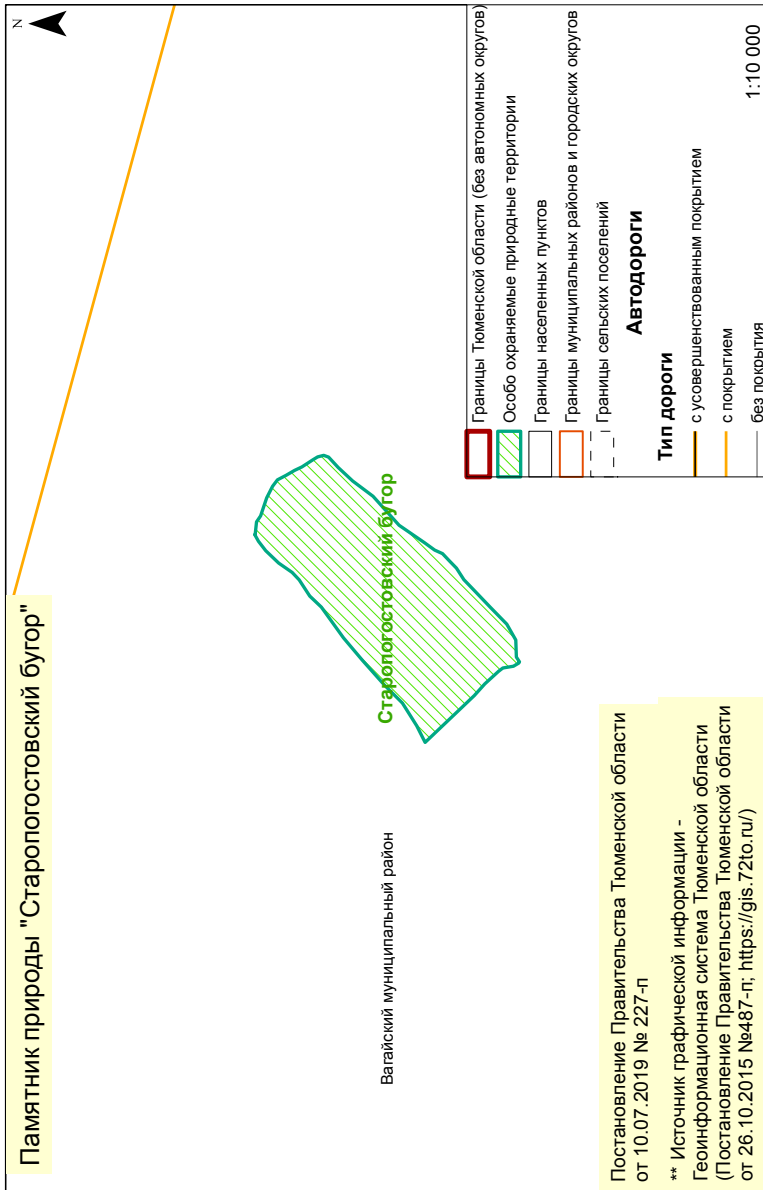 Памятник природы "Старопогостовский бугор"
N
Старопогостовский бугор
Вагайский муниципальный район
Постановление Правительства Тюменской области
от 10.07.2019 № 227-п
** Источник графической информации -
Геоинформационная система Тюменской области
(Постановление Правительства Тюменской области
от 26.10.2015 №487-п; https://gis.72to.ru/)
Границы Тюменской области (без автономных округов)
Особо охраняемые природные территории
Границы населенных пунктов
Границы муниципальных районов и городских округов
Границы сельских поселений
Автодороги
Тип дороги
с усовершенствованным покрытием
с покрытием
без покрытия
1:10 000